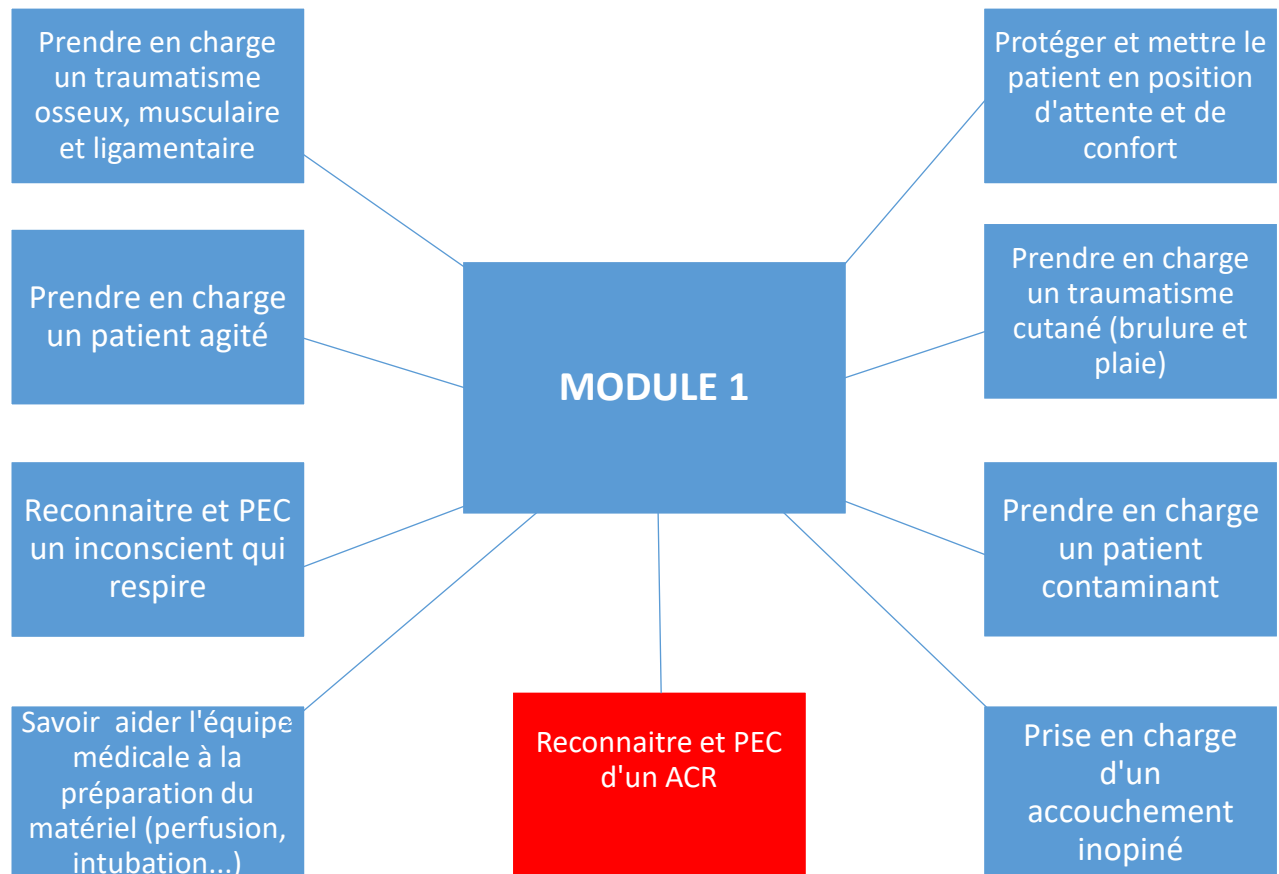 Prendre en charge
un traumatisme
osseux, musculaire
et ligamentaire
Protéger et mettre le
patient en position
d'attente et de
confort
Prendre en charge
un patient agité
MODULE 1
Prendre en charge
un traumatisme
cutané (brulure et
plaie)
Reconnaitre et PEC
un inconscient qui
respire
Prendre en charge
un patient
contaminant
Savoir aider l'équipe
médicale à la
préparation du
matériel (perfusion,
intubation...)
Reconnaitre et PEC
d'un ACR
Prise en charge
d'un
accouchement
inopiné